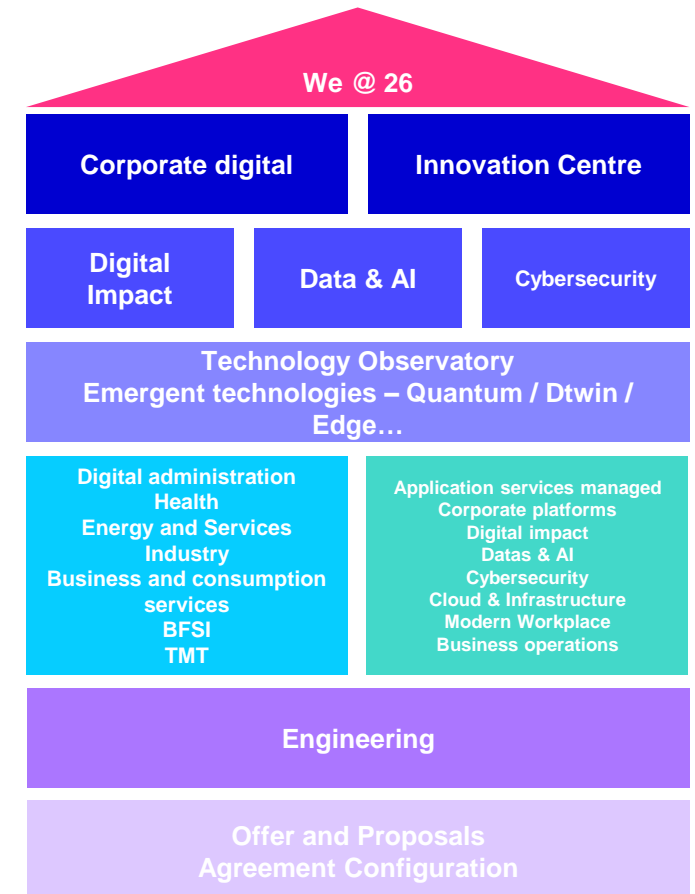 We @ 26
Corporate digital
Innovation Centre
Digital
Impact
Data & AI
Cybersecurity
Technology Observatory
Emergent technologies – Quantum / Dtwin /
Edge…
Digital administration
Health
Energy and Services
Industry
Business and consumption
services
BFSI
TMT
Application services managed
Corporate platforms
Digital impact
Datas & AI
Cybersecurity
Cloud & Infrastructure
Modern Workplace
Business operations
Engineering
Offer and Proposals
Agreement Configuration